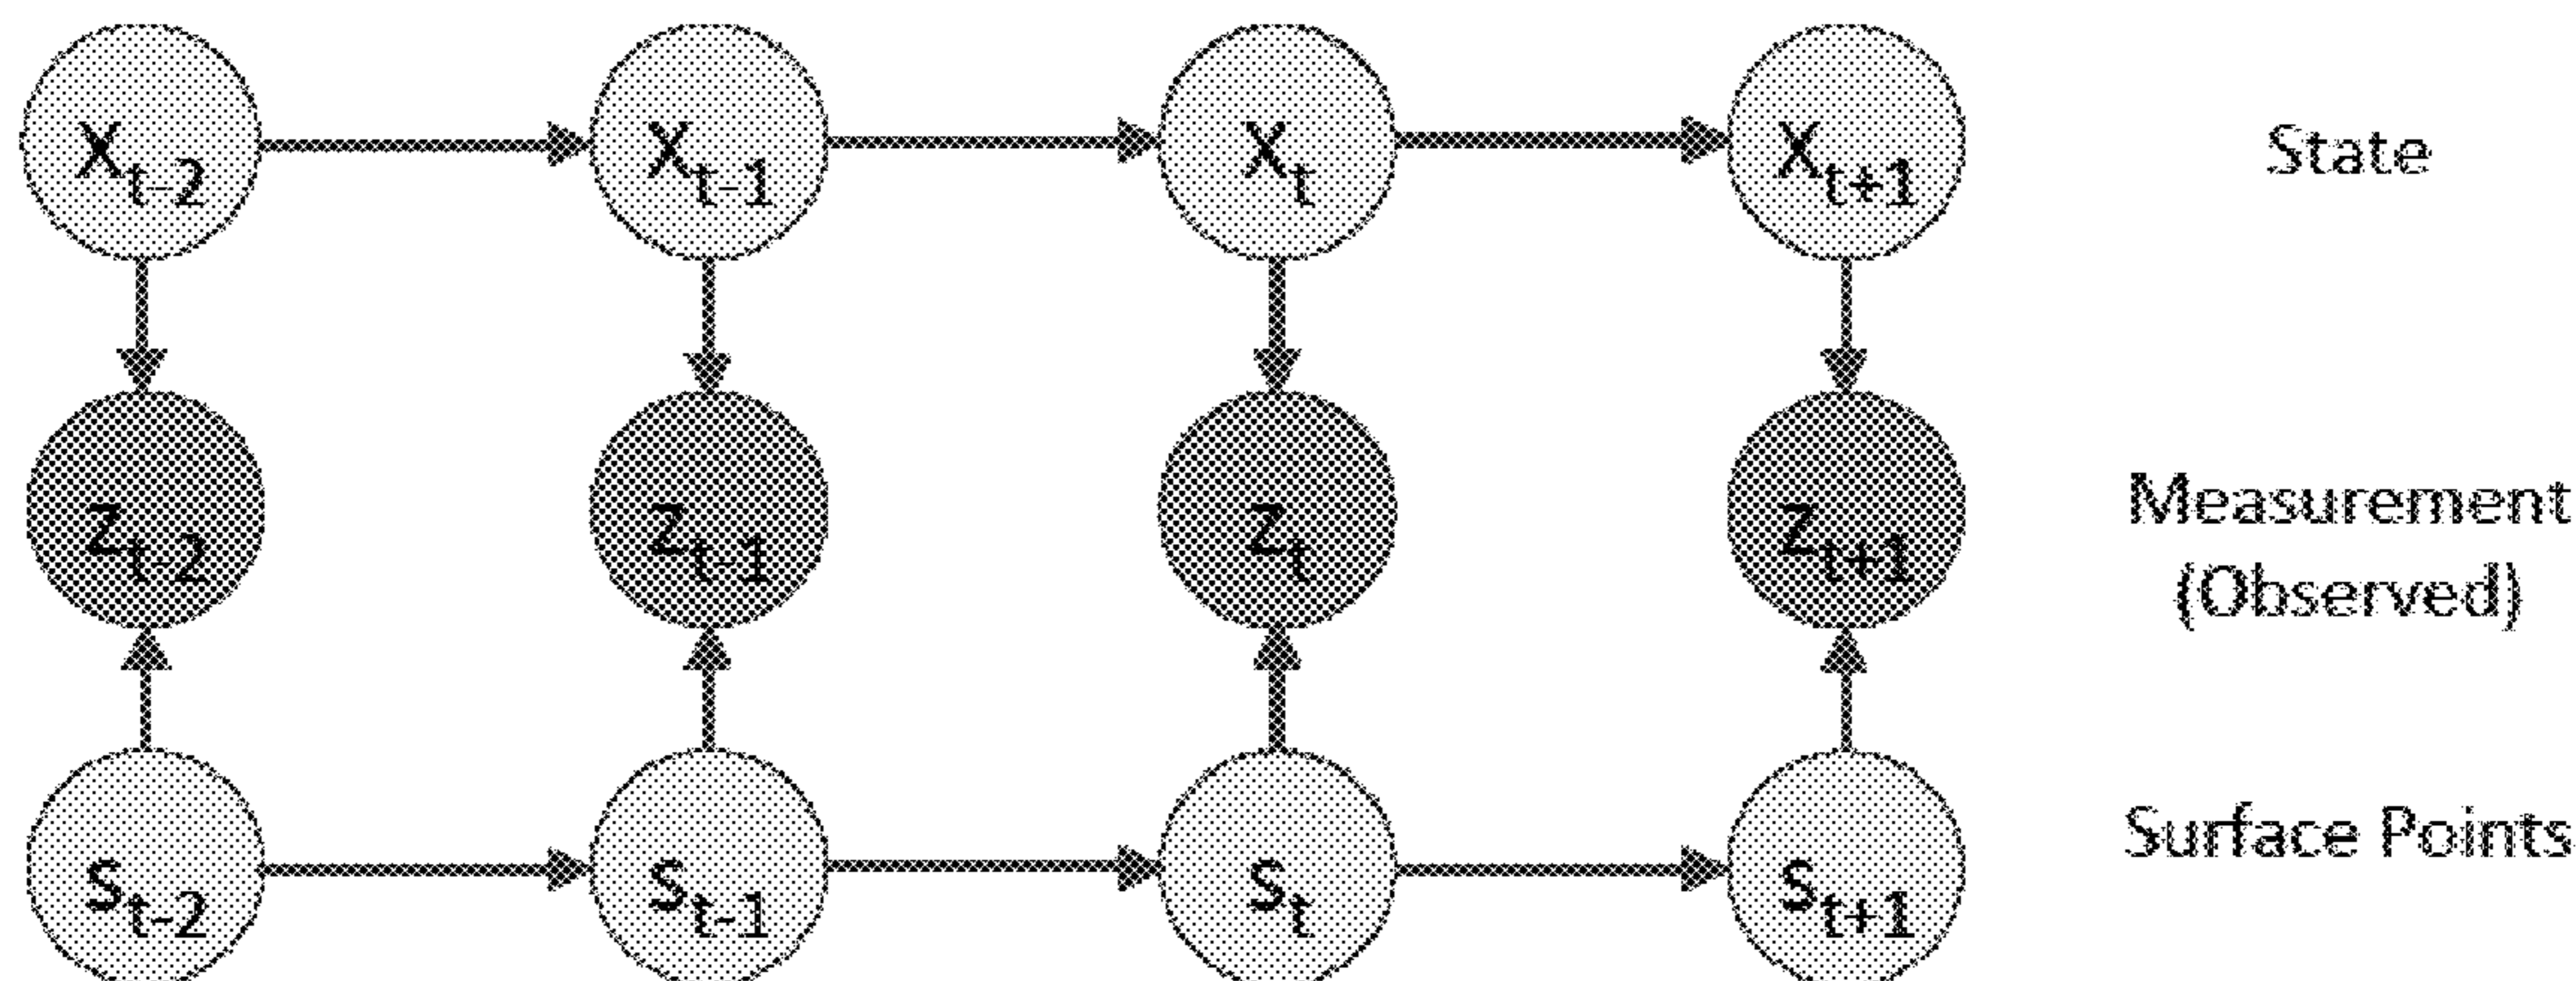 X_{t-2} X_{t-1} X_t X_{t+1} State
Z_{t-2} Z_{t-1} Z_t Z_{t+1} Measurement
(Observed)
S_{t-2} S_{t-1} S_t S_{t+1} Surface Points